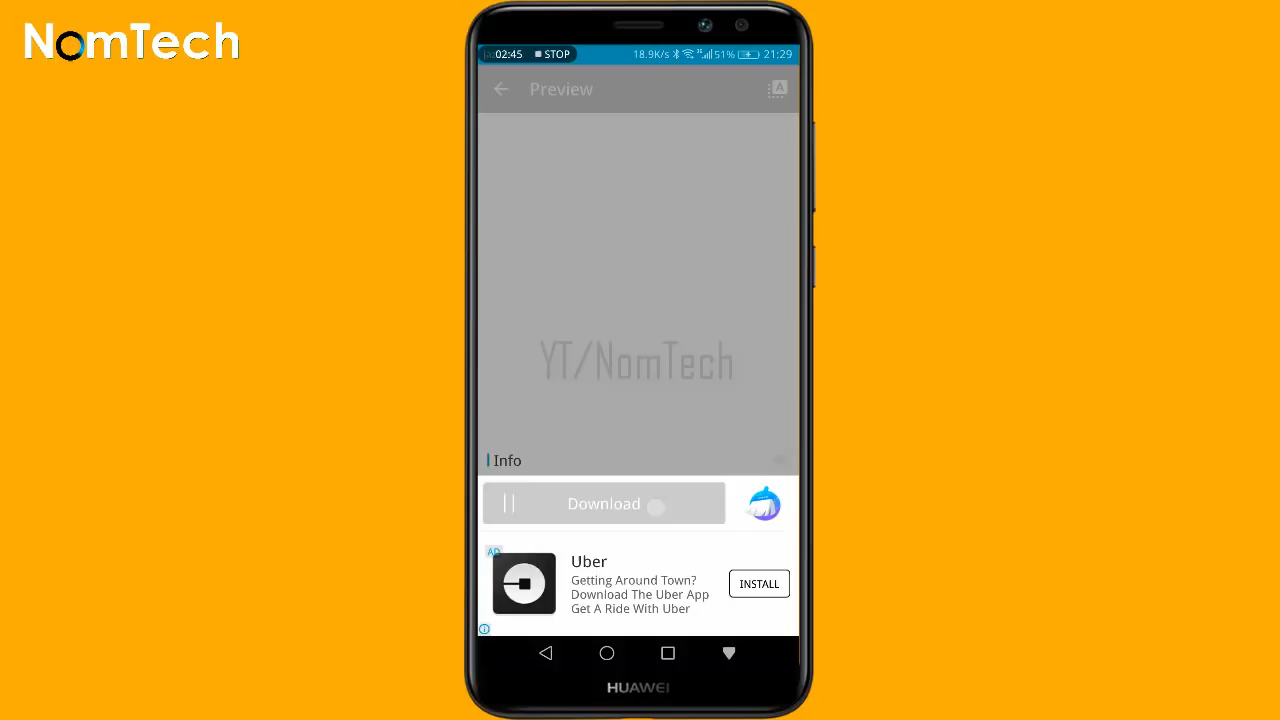 NomTech
02:45 STOP 18.9K/s 51% 21:29
Preview
A
YT/NomTech
Info
Download
AD
Uber
Getting Around Town?
Download The Uber App
Get A Ride With Uber
INSTALL
HUAWEI